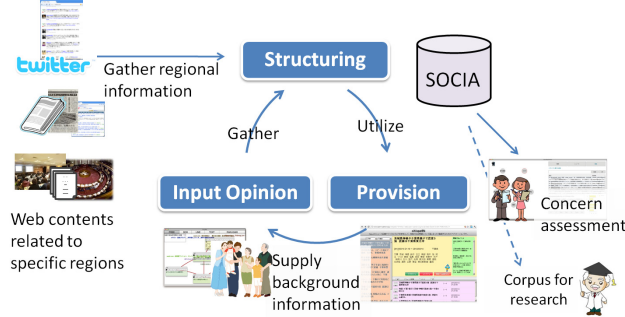 twitter
Gather regional
information
Structuring
SOCIA
Gather
Utilize
Input Opinion
Provision
Web contents
related to
specific regions
Supply
background
information
Concern
assessment
Corpus for
research